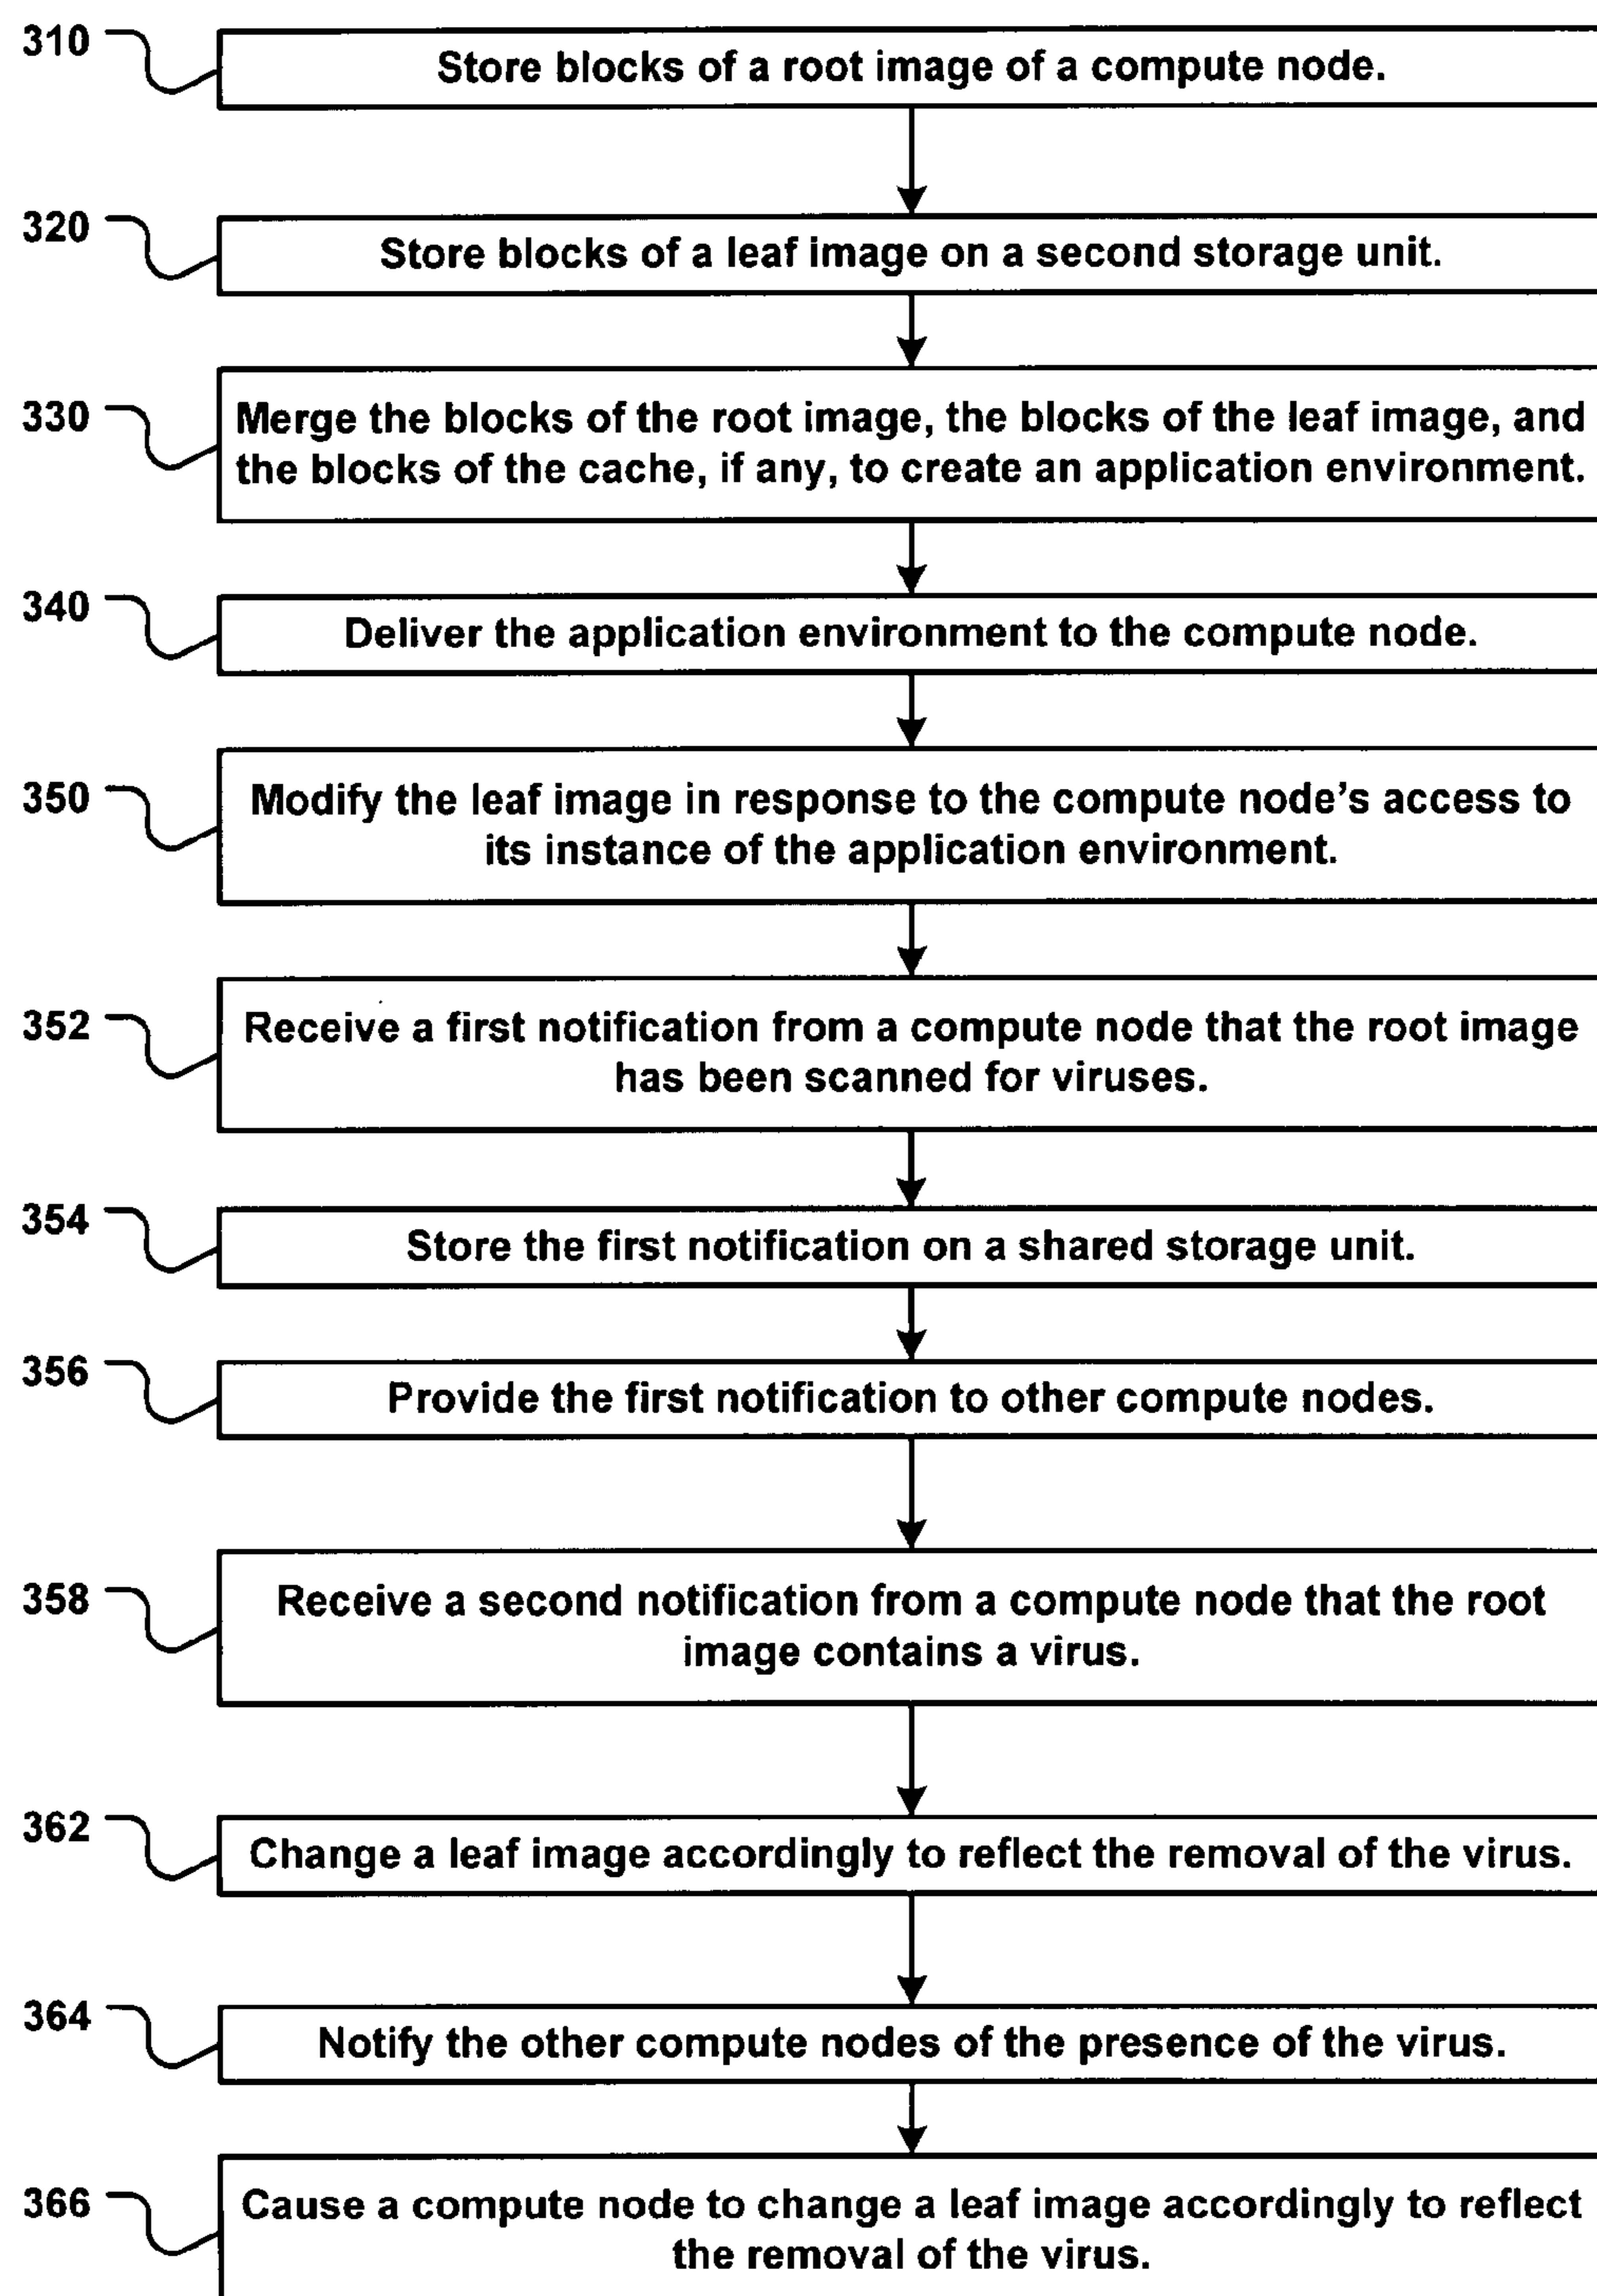 310
Store blocks of a root image of a compute node.
320
Store blocks of a leaf image on a second storage unit.
330
Merge the blocks of the root image, the blocks of the leaf image, and
the blocks of the cache, if any, to create an application environment.
340
Deliver the application environment to the compute node.
350
Modify the leaf image in response to the compute node's access to
its instance of the application environment.
352
Receive a first notification from a compute node that the root image
has been scanned for viruses.
354
Store the first notification on a shared storage unit.
356
Provide the first notification to other compute nodes.
358
Receive a second notification from a compute node that the root
image contains a virus.
362
Change a leaf image accordingly to reflect the removal of the virus.
364
Notify the other compute nodes of the presence of the virus.
366
Cause a compute node to change a leaf image accordingly to reflect
the removal of the virus.